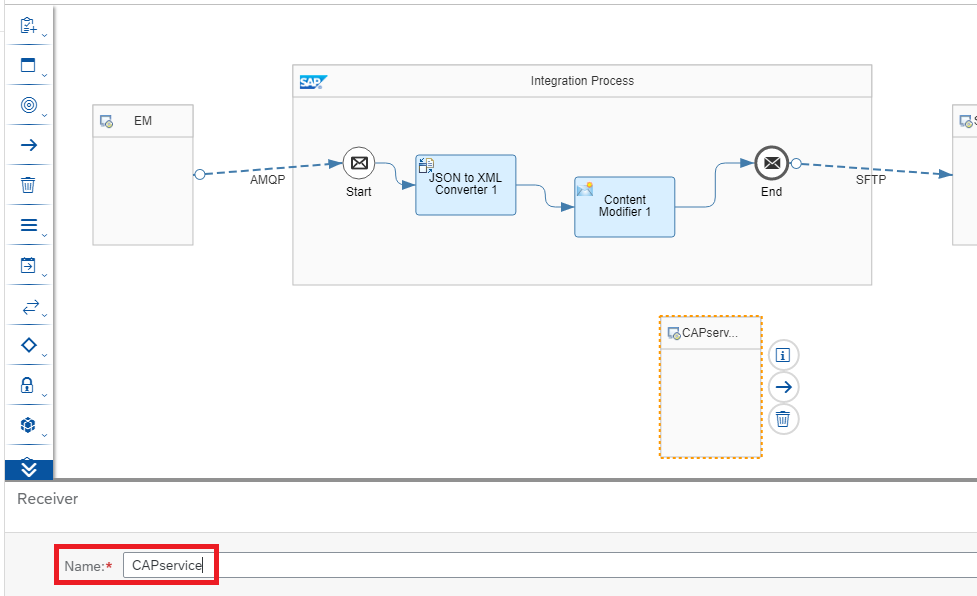 Integration Process
SAP
EM
S
AMQP
Start
JSON to XML
Converter 1
Content
Modifier 1
End
SFTP
CAPserv...
Receiver
Name:* CAPservice